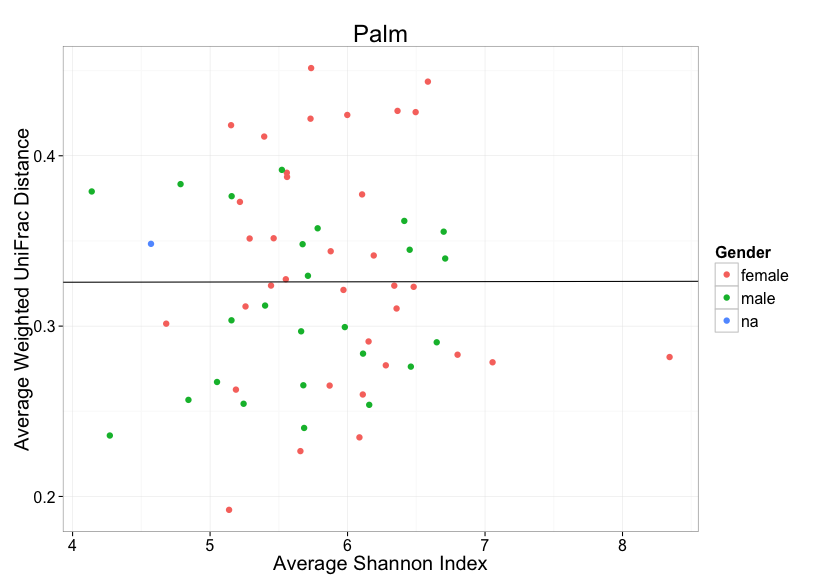 Palm
Average Weighted UniFrac Distance
0.4
0.3
0.2
4 5 6 7 8
Average Shannon Index
Gender
female
male
na